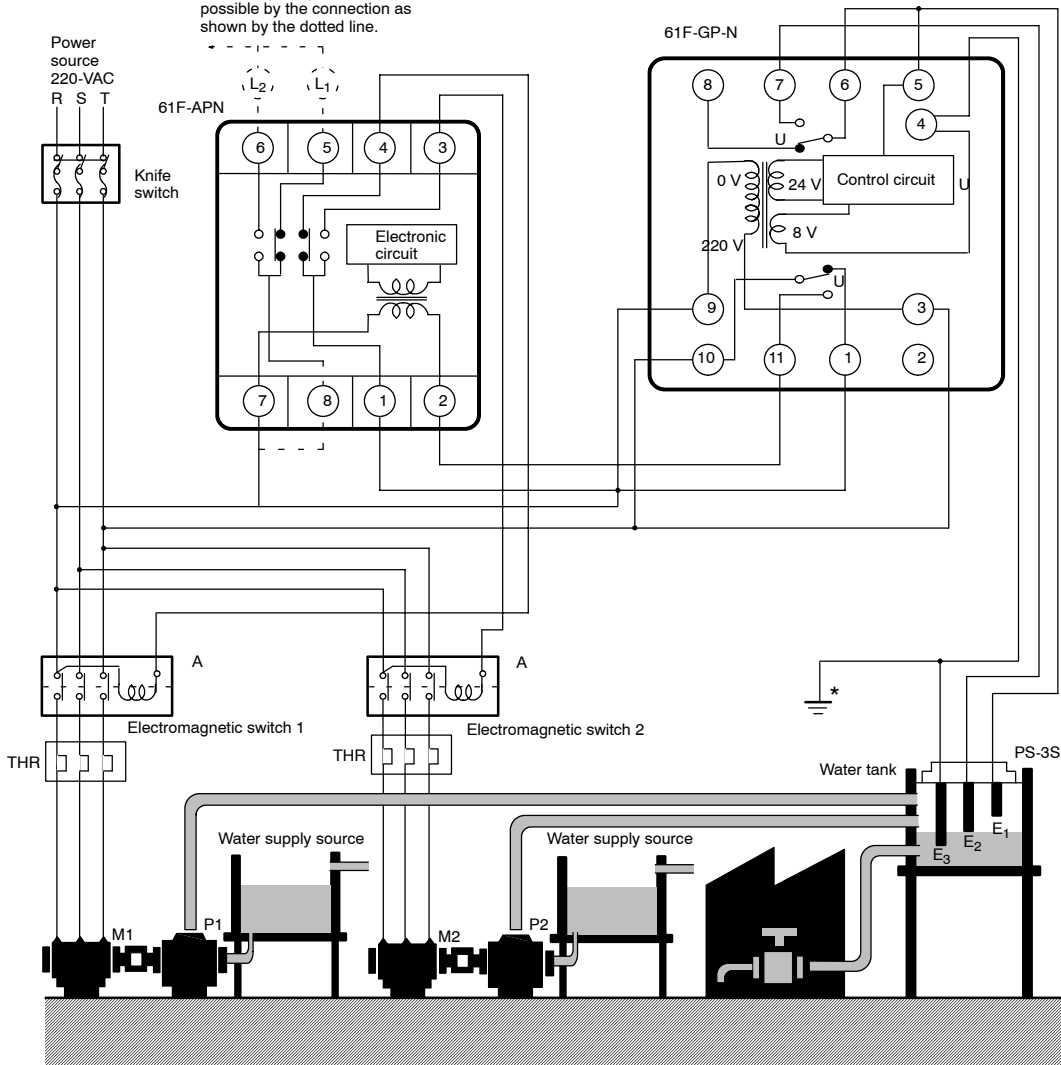 possible by the connection as
shown by the dotted line.
Power
source
220-VAC
R S T
Knife
switch
61F-APN
L2 L1
6 5 4 3
Electronic
circuit
7 8 1 2
61F-GP-N
8 7 6 5
4
U
0 V 24 V Control circuit U
8 V
220 V
U
9 3
10 11 1 2
A
Electromagnetic switch 1
THR
A
Electromagnetic switch 2
THR
*
PS-3S
Water tank
E1
E2
E3
Water supply source
Water supply source
M1 P1
M2 P2